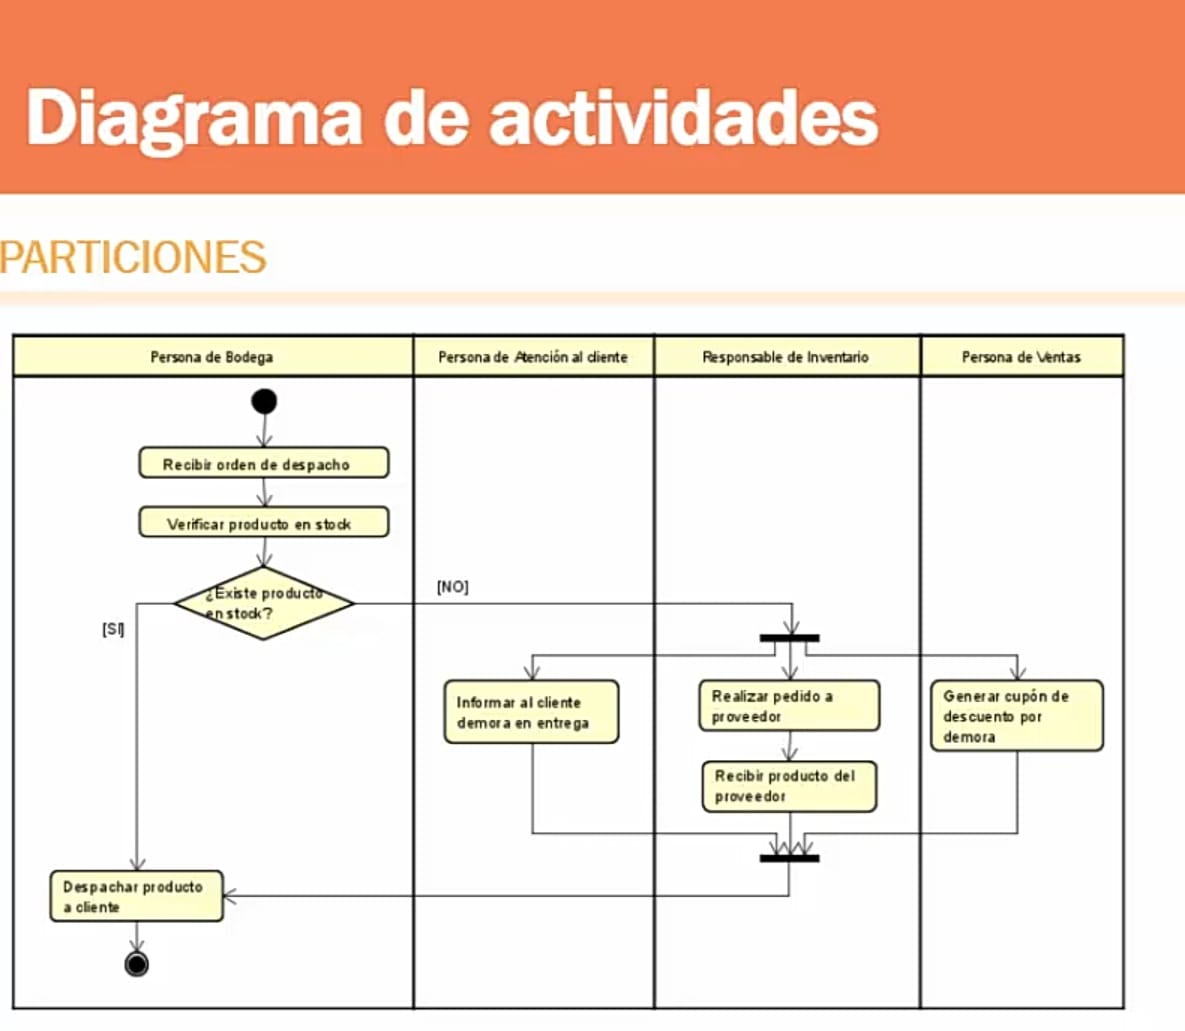 Diagrama de actividades
PARTICIONES
Persona de Bodega
Persona de Atención al cliente
Responsable de Inventario
Persona de Ventas
Recibir orden de despacho
Verificar producto en stock
¿Existe producto
en stock?
[NO]
[SI]
Informar al cliente
demora en entrega
Realizar pedido a
proveedor
Generar cupón de
descuento por
demora
Recibir producto del
proveedor
Despachar producto
a cliente